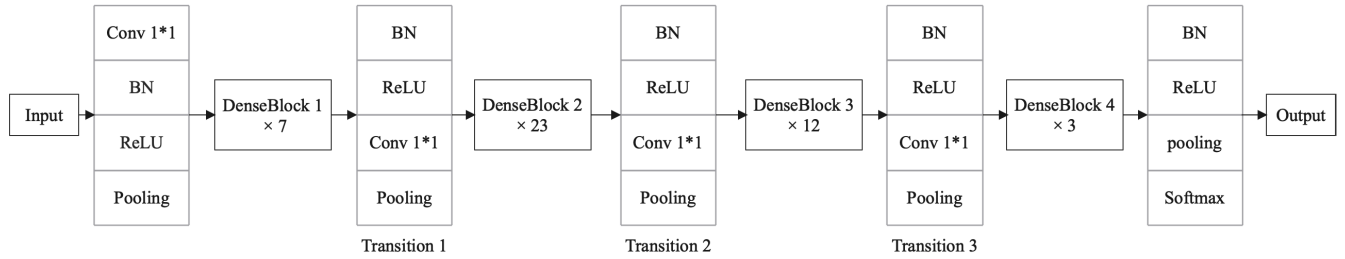 Input
Conv 1*1
BN
ReLU
Pooling
DenseBlock 1
× 7
BN
ReLU
Conv 1*1
Pooling
Transition 1
DenseBlock 2
× 23
BN
ReLU
Conv 1*1
Pooling
Transition 2
DenseBlock 3
× 12
BN
ReLU
Conv 1*1
Pooling
Transition 3
DenseBlock 4
× 3
BN
ReLU
pooling
Softmax
Output